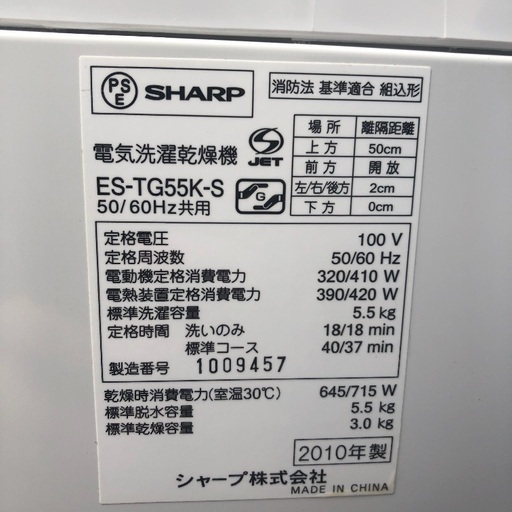 PSE SHARP
消防法 基準適合 組込形
電気洗濯乾燥機
S JET
ES-TG55K-S
G
50/60Hz共用
場所 離隔距離
上方 50cm
前方 開放
左/右/後方 2cm
下方 0cm
定格電圧 100 V
定格周波数 50/60 Hz
電動機定格消費電力 320/410 W
電熱装置定格消費電力 390/420 W
標準洗濯容量 5.5 kg
定格時間 洗いのみ 18/18 min
標準コース 40/37 min
製造番号 1009457
乾燥時消費電力(室温30℃) 645/715 W
標準脱水容量 5.5 kg
標準乾燥容量 3.0 kg
2010年製
シャープ株式会社
MADE IN CHINA